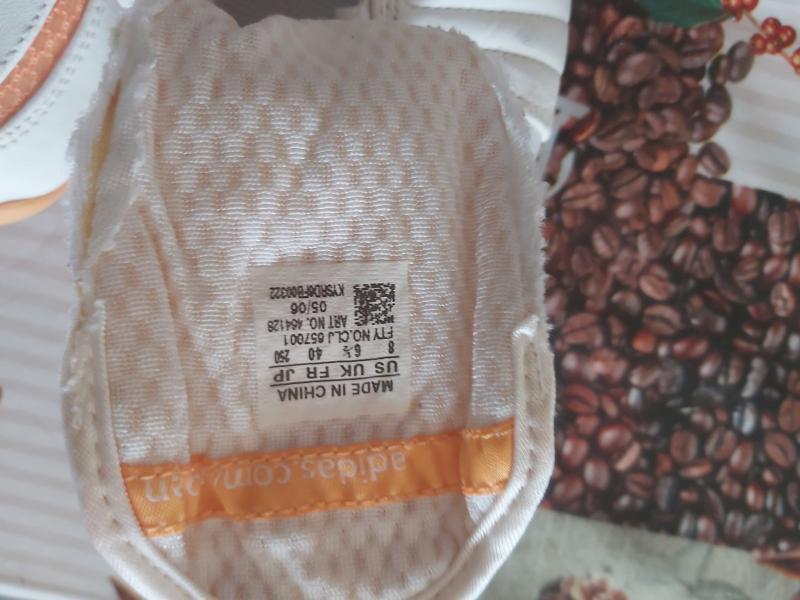 MADE IN CHINA
US UK FR JP
8 6½ 40 250
FTY NO.CLJ 657001
ART NO. 464128
05/06
KYSRD6FB00322
adidas.com